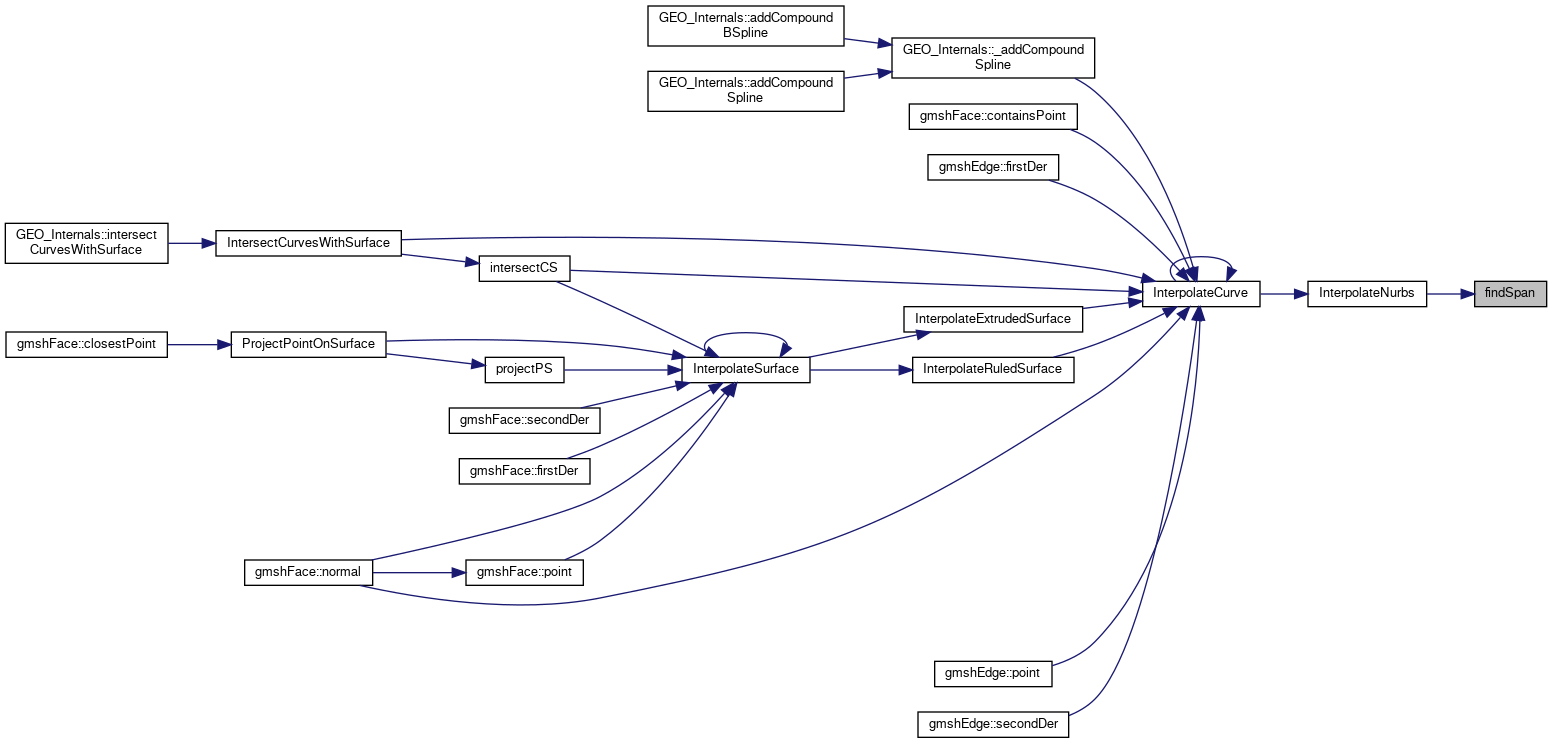 GEO_Internals::addCompound
BSpline
GEO_Internals::_addCompound
Spline
GEO_Internals::addCompound
Spline
gmshFace::containsPoint
gmshEdge::firstDer
GEO_Internals::intersect
CurvesWithSurface
IntersectCurvesWithSurface
intersectCS
InterpolateCurve
InterpolateNurbs
findSpan
InterpolateExtrudedSurface
gmshFace::closestPoint
ProjectPointOnSurface
projectPS
InterpolateSurface
InterpolateRuledSurface
gmshFace::secondDer
gmshFace::firstDer
gmshFace::normal
gmshFace::point
gmshEdge::point
gmshEdge::secondDer